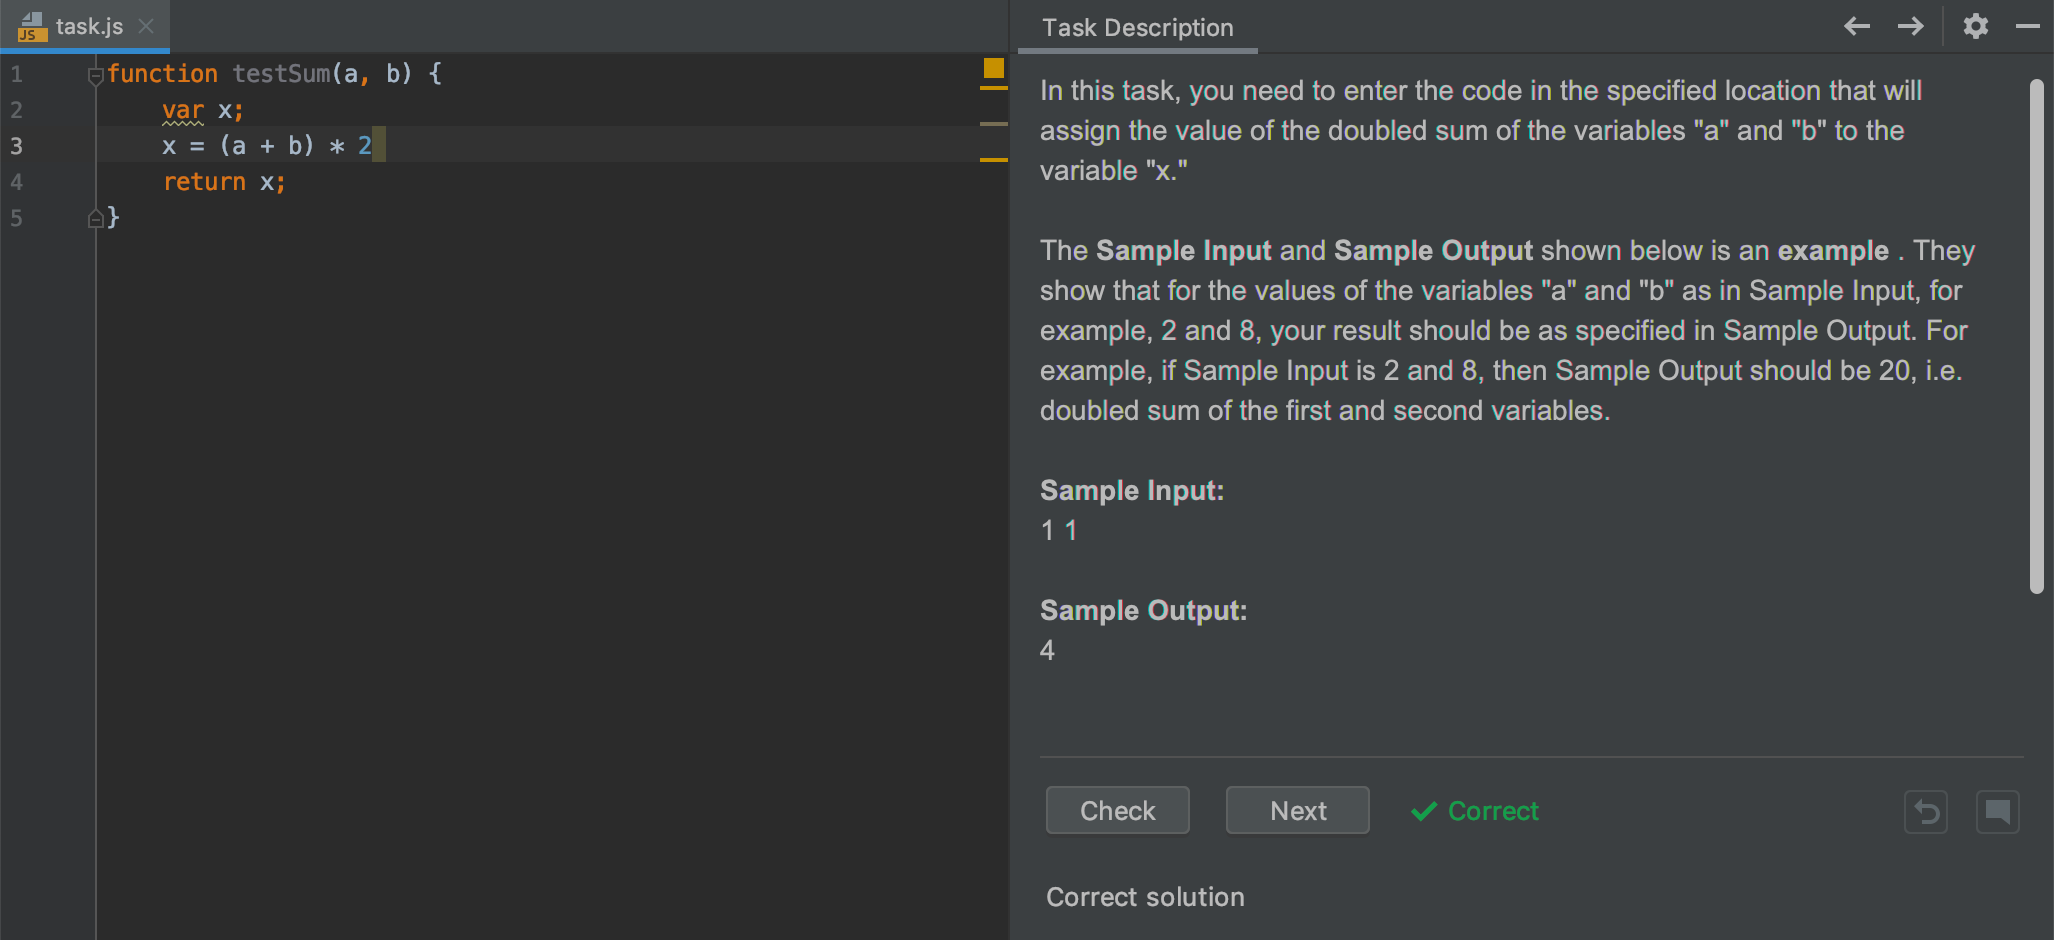 JS task.js
1 function testSum(a, b) {
2 var x;
3 x = (a + b) * 2
4 return x;
5 }
Task Description
In this task, you need to enter the code in the specified location that will
assign the value of the doubled sum of the variables "a" and "b" to the
variable "x."
The Sample Input and Sample Output shown below is an example . They
show that for the values of the variables "a" and "b" as in Sample Input, for
example, 2 and 8, your result should be as specified in Sample Output. For
example, if Sample Input is 2 and 8, then Sample Output should be 20, i.e.
doubled sum of the first and second variables.
Sample Input:
1 1
Sample Output:
4
Check Next Correct
Correct solution